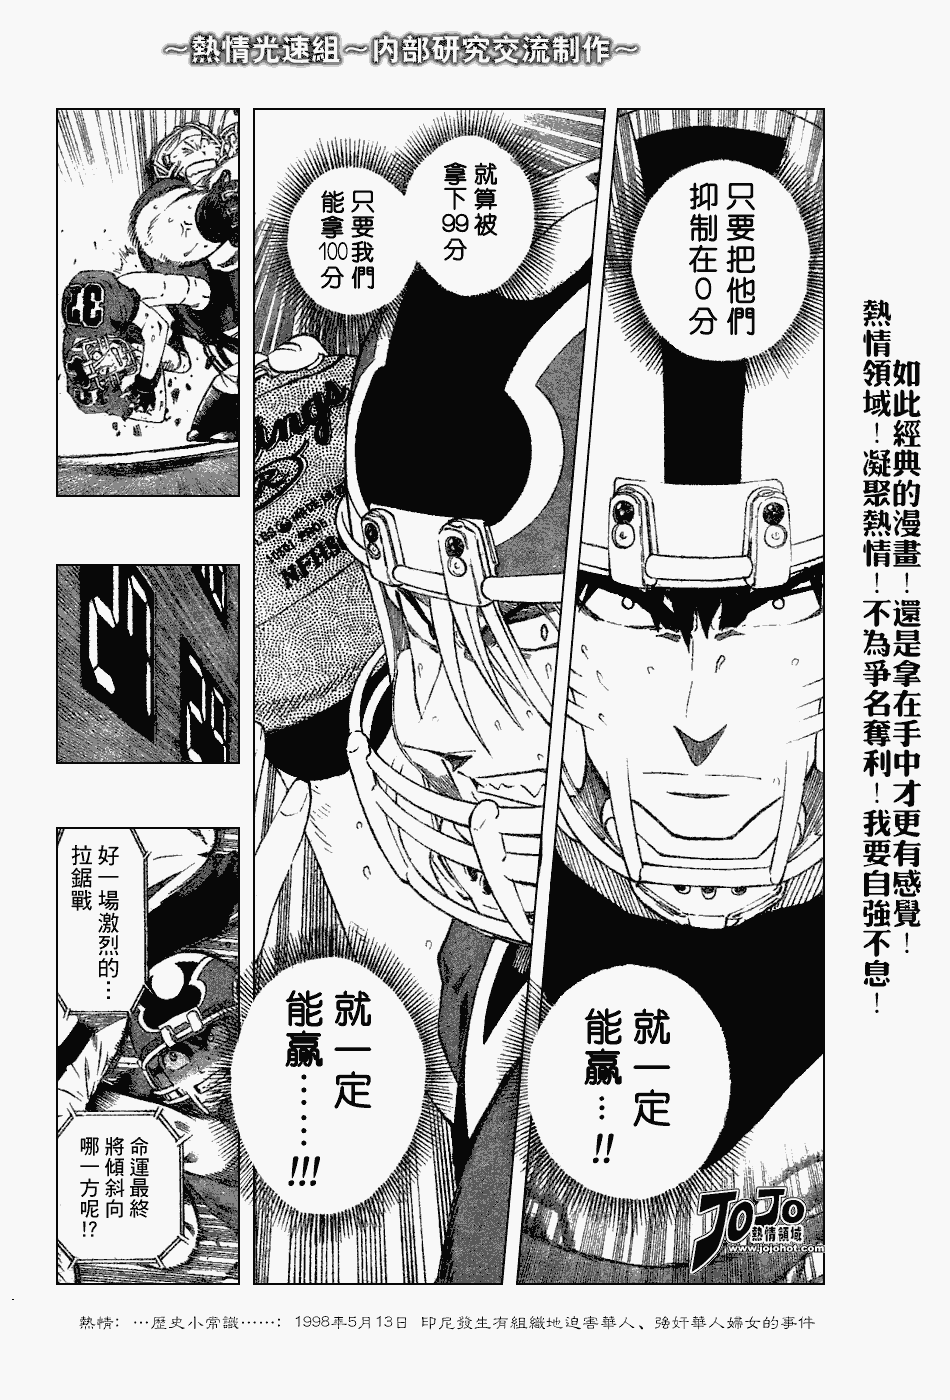 ～熱情光速組～內部研究交流制作～
如此經典的漫畫！還是拿在手中才更有感覺！
熱情領域！凝聚熱情！不為爭名奪利！我要自強不息！
只要把他們
抑制在0分
就一定
能贏…!!
就算被
拿下99分
只要我們
能拿100分
就一定
能贏………!!!
ings
R
NFHS
31
好一場激烈的…
拉鋸戰
命運最終
將傾斜向
哪一方呢!?
JOJO
熱情領域
www.jojohot.com
熱情：…歷史小常識……：1998年5月13日 印尼發生有組織地迫害華人、強奸華人婦女的事件